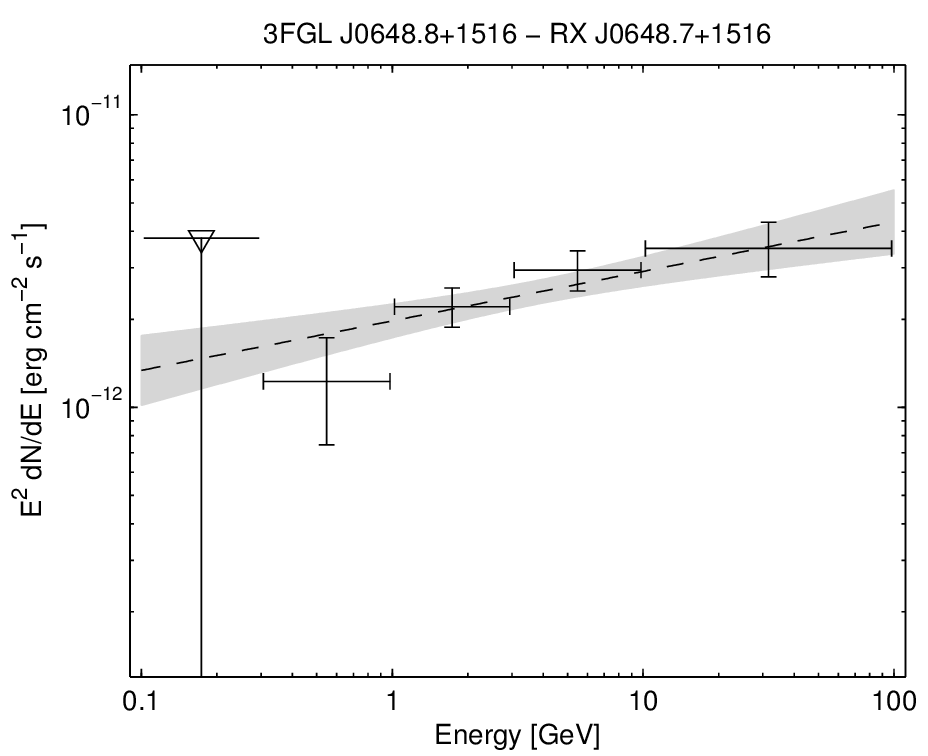 3FGL J0648.8+1516 − RX J0648.7+1516
10⁻¹¹
10⁻¹²
E² dN/dE [erg cm⁻² s⁻¹]
0.1 1 10 100
Energy [GeV]